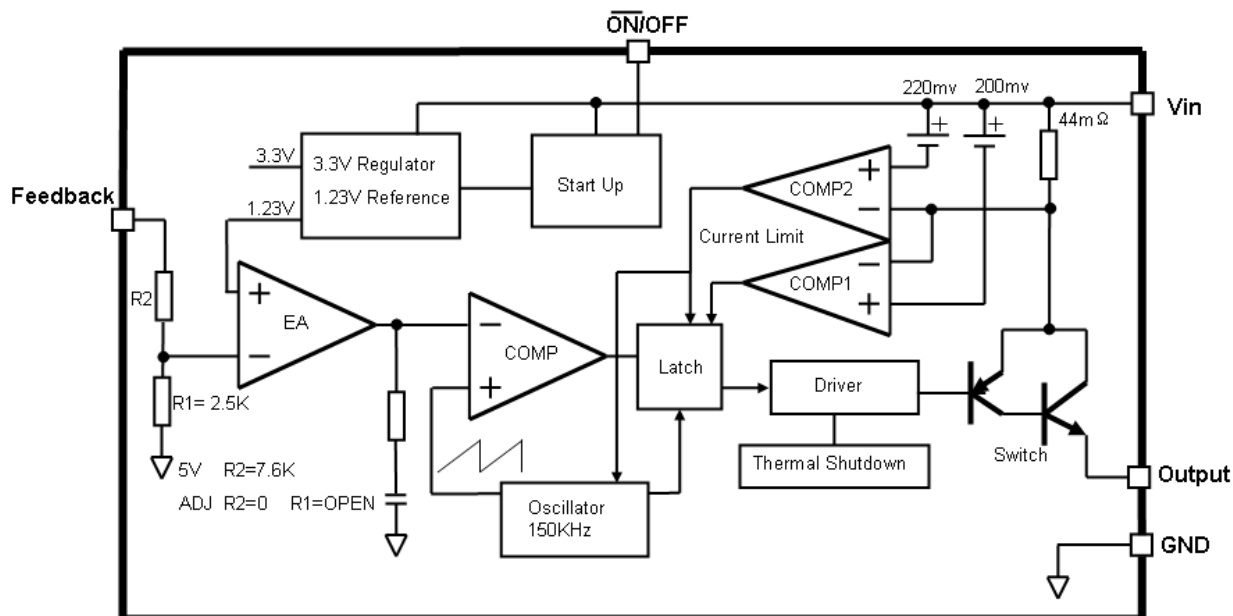 ON/OFF
220mv 200mv
Vin
44mΩ
3.3V
3.3V Regulator
1.23V Reference
Start Up
COMP2
Feedback
1.23V
Current Limit
COMP1
R2
EA
COMP
Latch
Driver
R1= 2.5K
Switch
Thermal Shutdown
5V R2=7.6K
ADJ R2=0 R1=OPEN
Oscillator
150KHz
Output
GND